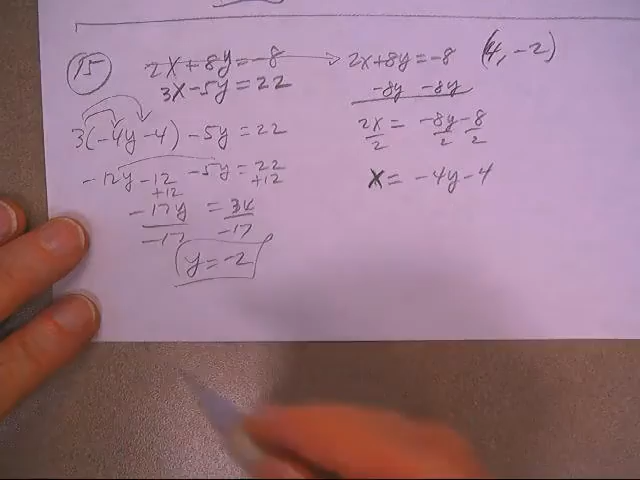 15
2x + 8y = -8
3x - 5y = 22
3(-4y - 4) - 5y = 22
-12y - 12 - 5y = 22
+12 +12
-17y = 34
-17 -17
y = -2
2x + 8y = -8 (4, -2)
-8y -8y
2x = -8y - 8
2 2 2
x = -4y - 4